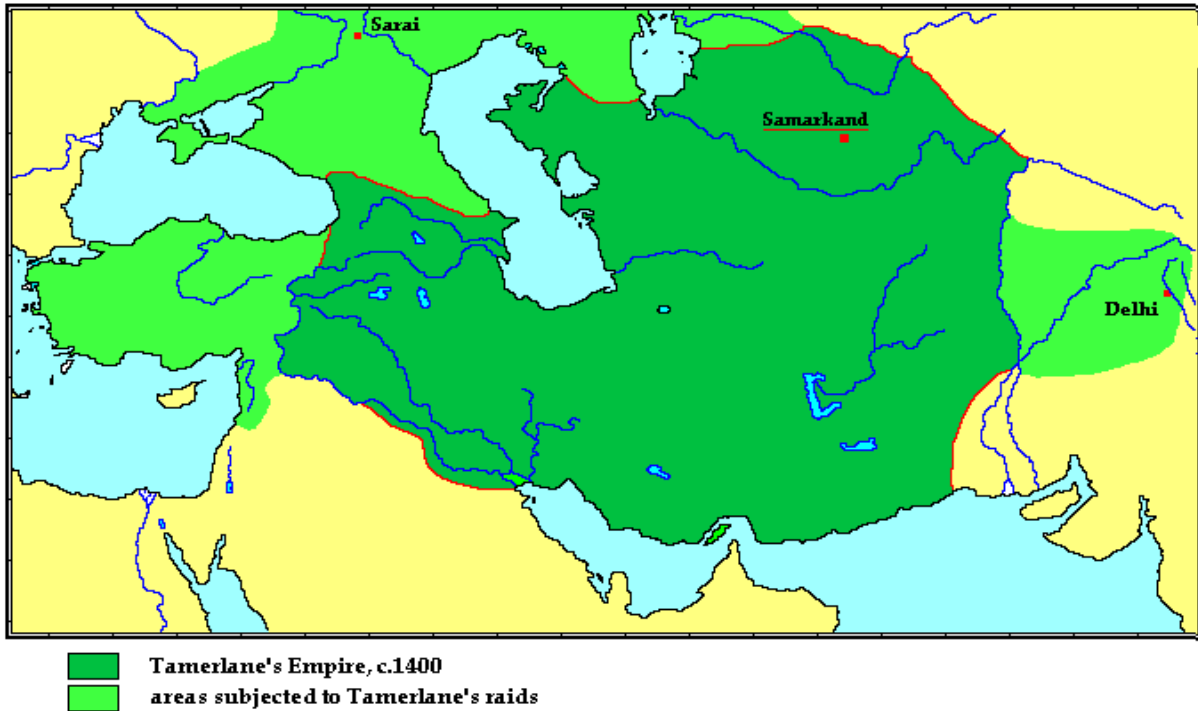 Sarai
Samarkand
Delhi
Tamerlane's Empire, c.1400
areas subjected to Tamerlane's raids